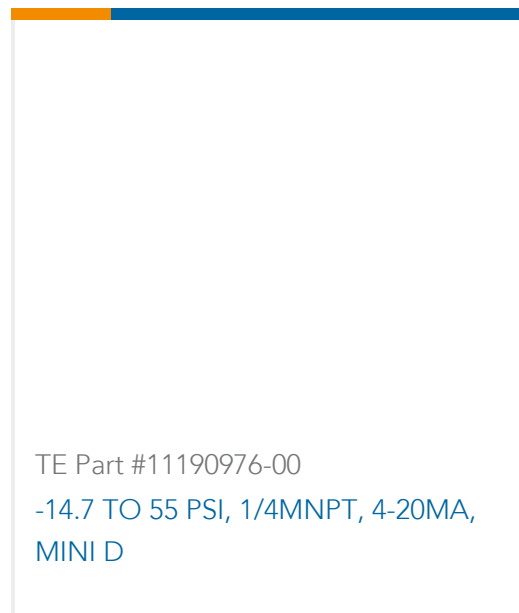 TE Part #11190976-00
-14.7 TO 55 PSI, 1/4MNPT, 4-20MA,
MINI D